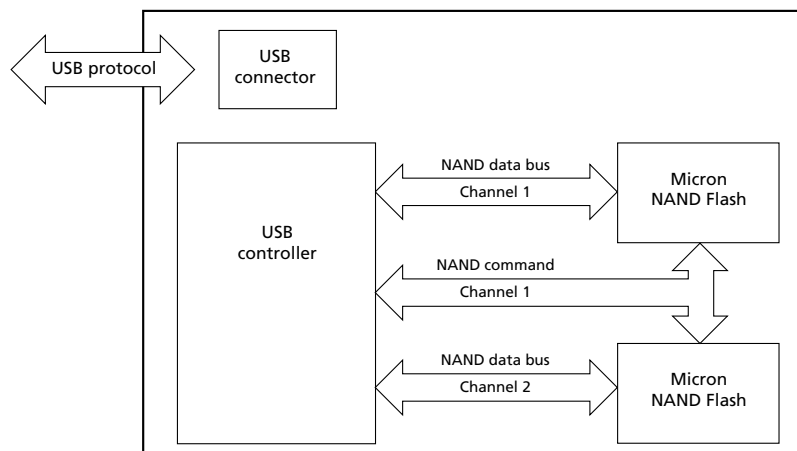 USB protocol
USB
connector
USB
controller
NAND data bus
Channel 1
Micron
NAND Flash
NAND command
Channel 1
NAND data bus
Channel 2
Micron
NAND Flash